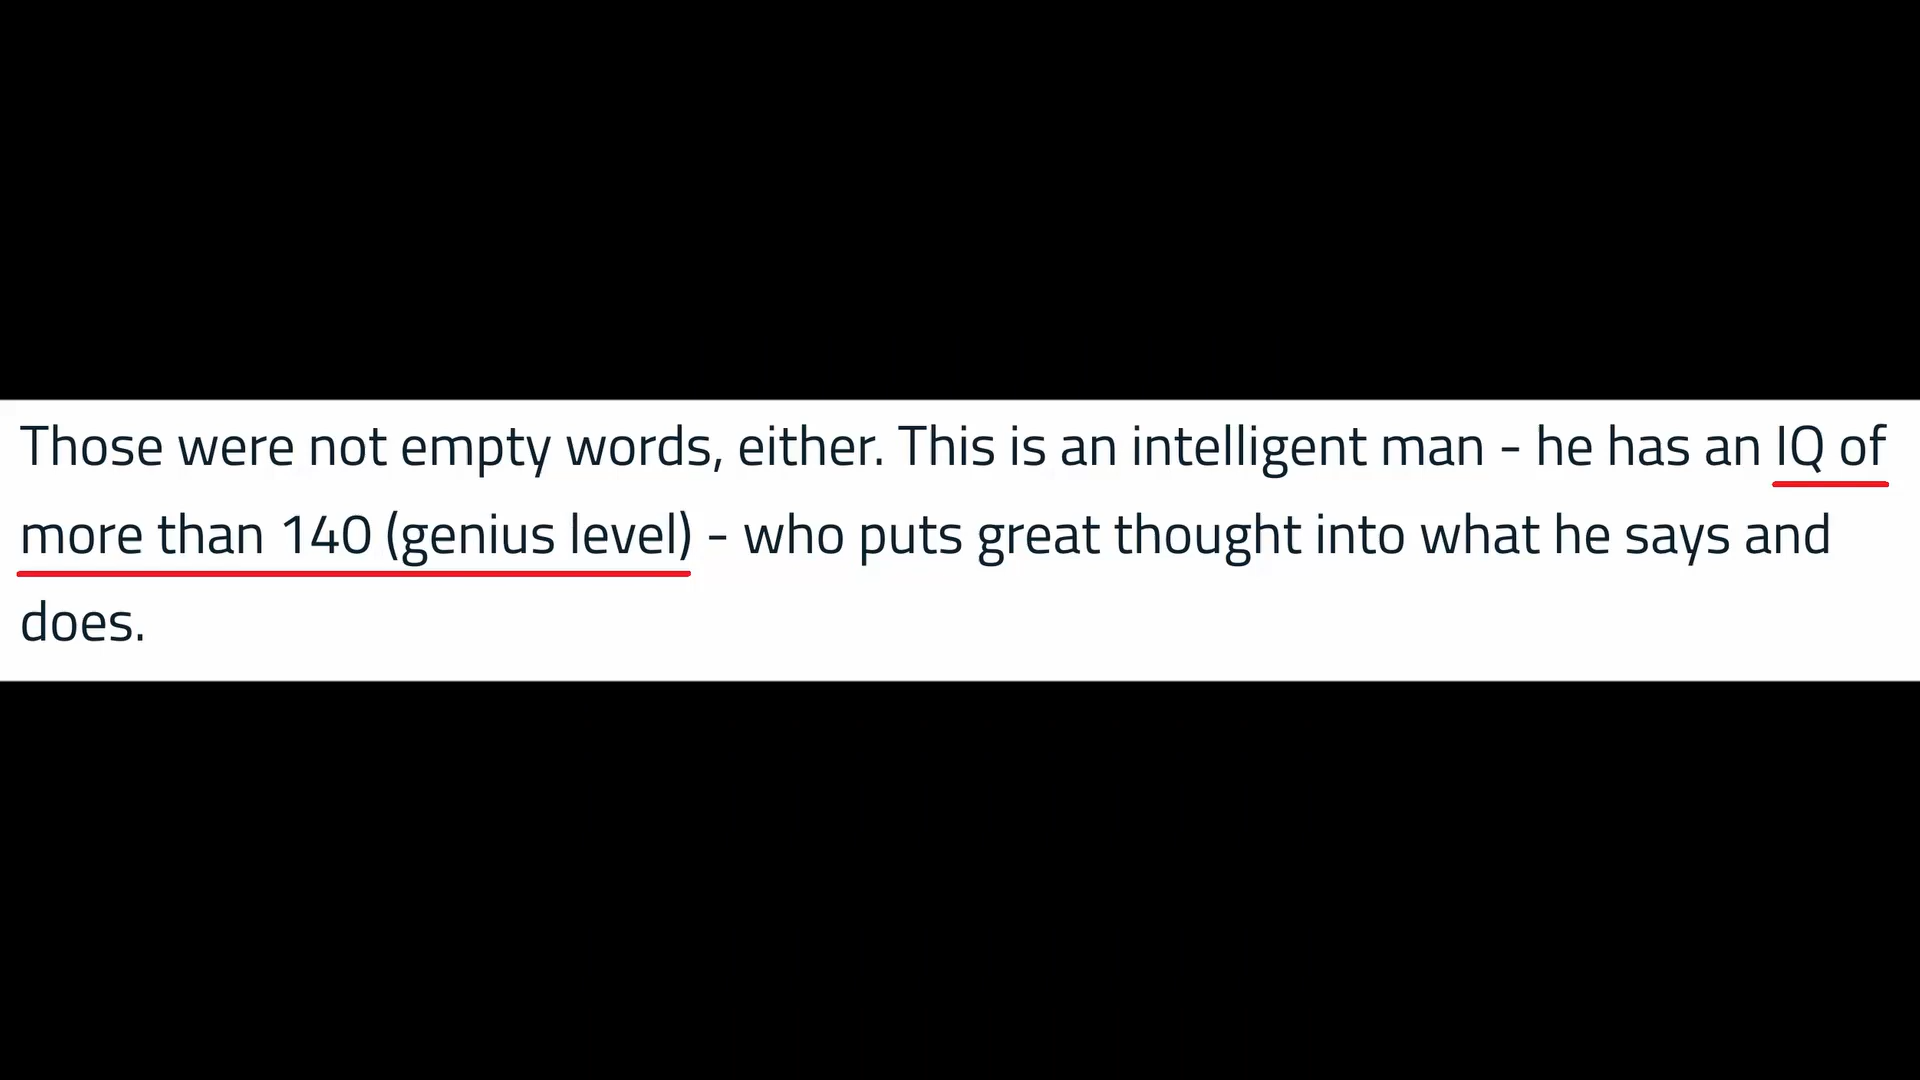 Those were not empty words, either. This is an intelligent man - he has an IQ of
more than 140 (genius level) - who puts great thought into what he says and
does.